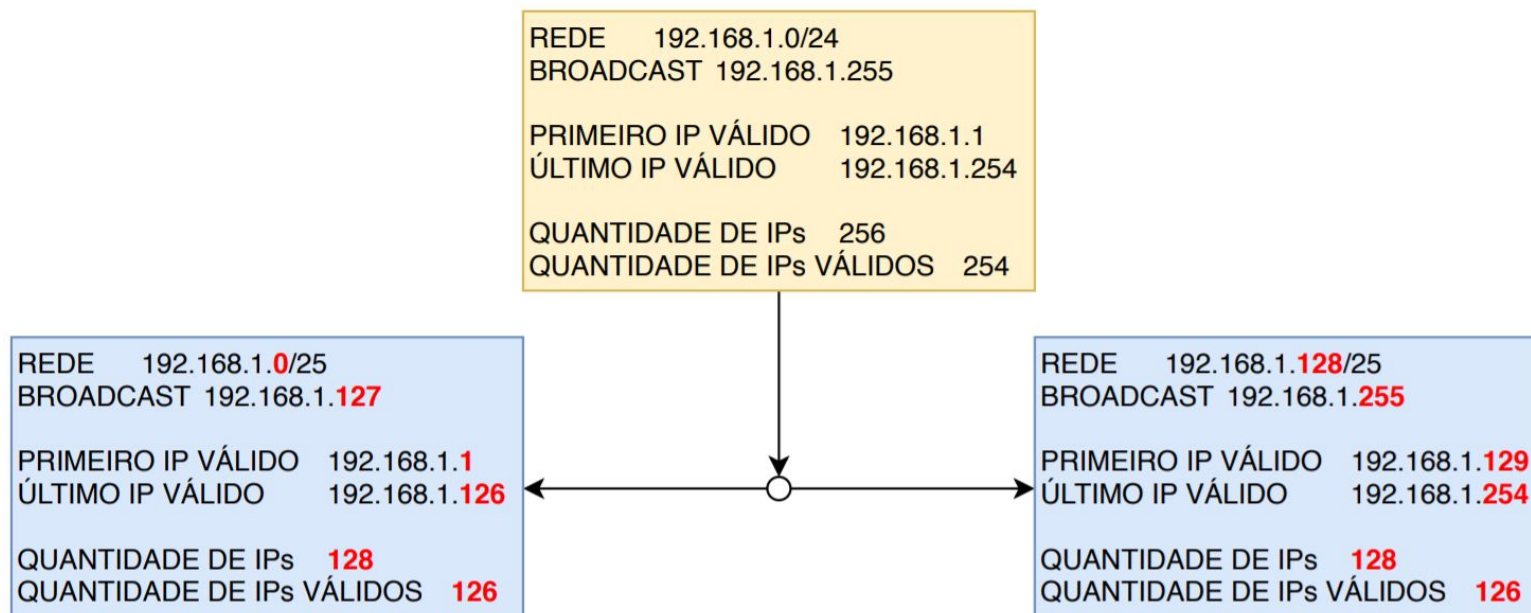 REDE 192.168.1.0/24
BROADCAST 192.168.1.255
PRIMEIRO IP VÁLIDO 192.168.1.1
ÚLTIMO IP VÁLIDO 192.168.1.254
QUANTIDADE DE IPs 256
QUANTIDADE DE IPs VÁLIDOS 254
REDE 192.168.1.0/25
BROADCAST 192.168.1.127
PRIMEIRO IP VÁLIDO 192.168.1.1
ÚLTIMO IP VÁLIDO 192.168.1.126
QUANTIDADE DE IPs 128
QUANTIDADE DE IPs VÁLIDOS 126
REDE 192.168.1.128/25
BROADCAST 192.168.1.255
PRIMEIRO IP VÁLIDO 192.168.1.129
ÚLTIMO IP VÁLIDO 192.168.1.254
QUANTIDADE DE IPs 128
QUANTIDADE DE IPs VÁLIDOS 126